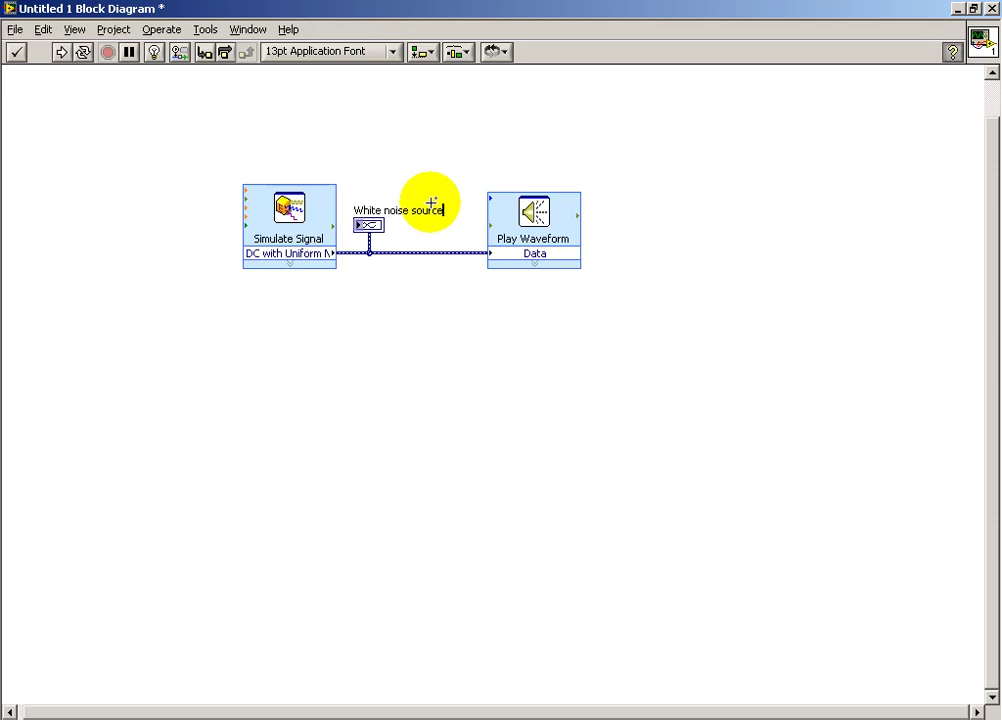 Untitled 1 Block Diagram *
File Edit View Project Operate Tools Window Help
13pt Application Font
?
1
White noise source
Simulate Signal
Play Waveform
DC with Uniform N
Data